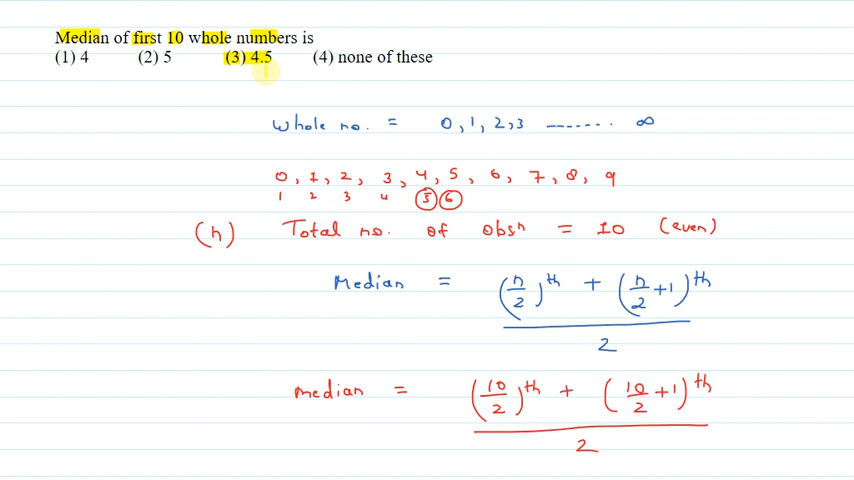 Median of first 10 whole numbers is
(1) 4 (2) 5 (3) 4.5 (4) none of these
Whole no. = 0, 1, 2, 3 ------- ∞
0, 1, 2, 3, 4, 5, 6, 7, 8, 9
1 2 3 4 5 6
(n) Total no. of obsⁿ = 10 (even)
Median = (n/2)^th + (n/2 + 1)^th
2
median = (10/2)^th + (10/2 + 1)^th
2